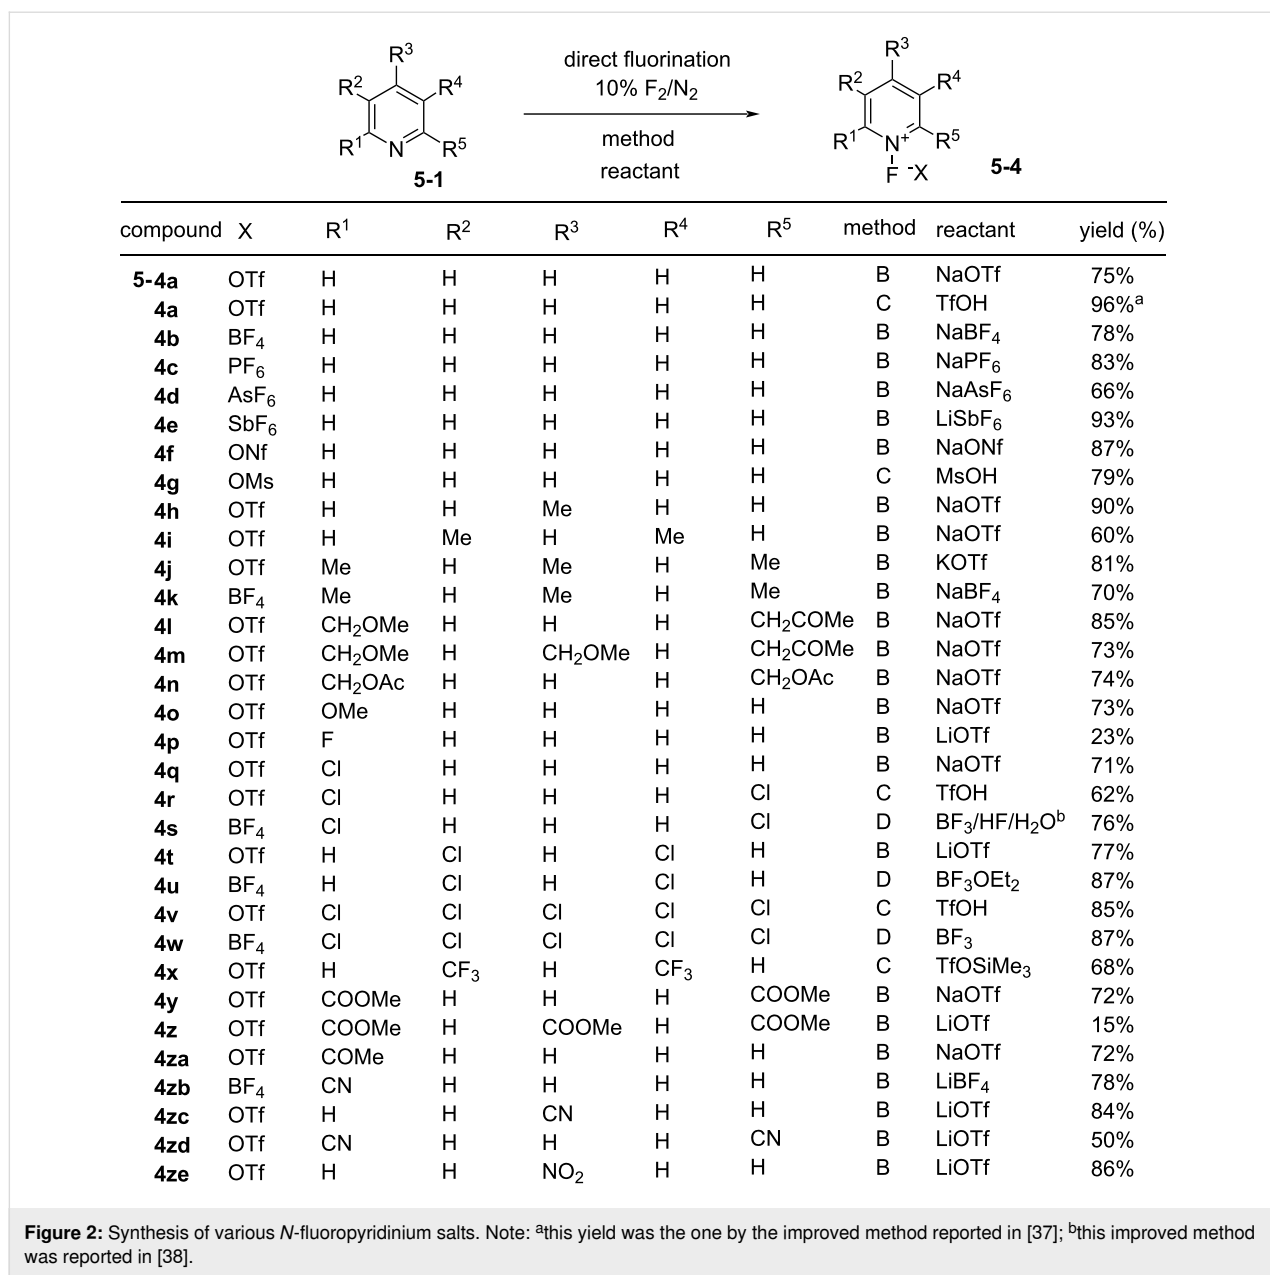 R3
R2 R4
R1 N R5
5-1
direct fluorination
10% F2/N2
method
reactant
R3
R2 R4
R1 N+ R5
F -X
5-4
compound X R1 R2 R3 R4 R5 method reactant yield (%)
5-4a OTf H H H H H B NaOTf 75%
4a OTf H H H H H C TfOH 96%a
4b BF4 H H H H H B NaBF4 78%
4c PF6 H H H H H B NaPF6 83%
4d AsF6 H H H H H B NaAsF6 66%
4e SbF6 H H H H H B LiSbF6 93%
4f ONf H H H H H B NaONf 87%
4g OMs H H H H H C MsOH 79%
4h OTf H H Me H H B NaOTf 90%
4i OTf H Me H Me H B NaOTf 60%
4j OTf Me H Me H Me B KOTf 81%
4k BF4 Me H Me H Me B NaBF4 70%
4l OTf CH2OMe H H H CH2COMe B NaOTf 85%
4m OTf CH2OMe H CH2OMe H CH2COMe B NaOTf 73%
4n OTf CH2OAc H H H CH2OAc B NaOTf 74%
4o OTf OMe H H H H B NaOTf 73%
4p OTf F H H H H B LiOTf 23%
4q OTf Cl H H H H B NaOTf 71%
4r OTf Cl H H H Cl C TfOH 62%
4s BF4 Cl H H H Cl D BF3/HF/H2Ob 76%
4t OTf H Cl H Cl H B LiOTf 77%
4u BF4 H Cl H Cl H D BF3OEt2 87%
4v OTf Cl Cl Cl Cl Cl C TfOH 85%
4w BF4 Cl Cl Cl Cl Cl D BF3 87%
4x OTf H CF3 H CF3 H C TfOSiMe3 68%
4y OTf COOMe H H H COOMe B NaOTf 72%
4z OTf COOMe H COOMe H COOMe B LiOTf 15%
4za OTf COMe H H H H B NaOTf 72%
4zb BF4 CN H H H H B LiBF4 78%
4zc OTf H H CN H H B LiOTf 84%
4zd OTf CN H H H CN B LiOTf 50%
4ze OTf H H NO2 H H B LiOTf 86%
Figure 2: Synthesis of various N-fluoropyridinium salts. Note: athis yield was the one by the improved method reported in [37]; bthis improved method
was reported in [38].